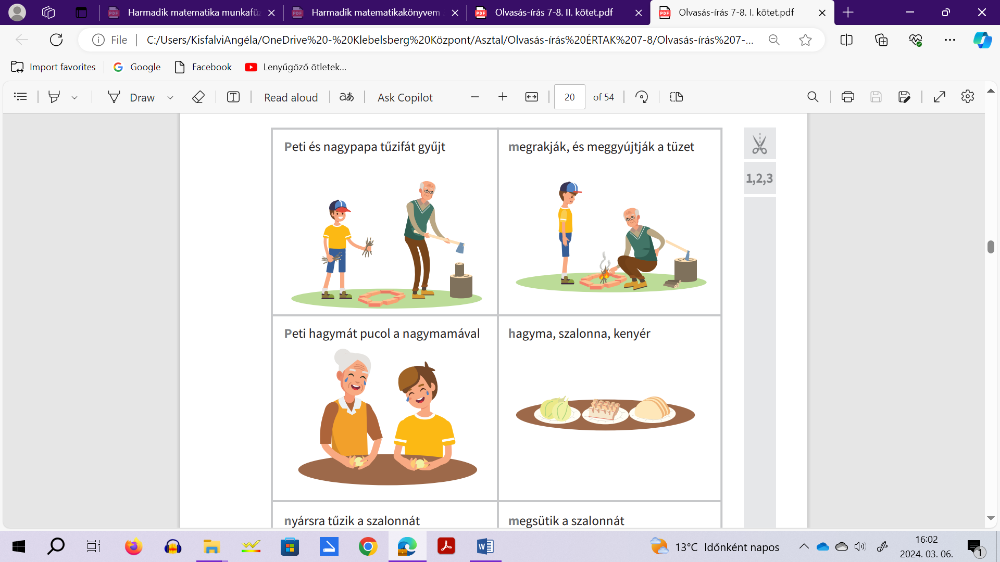 Harmadik matematika munkafüz
Harmadik matematikakönyvem
Olvasás-írás 7-8. II. kötet.pdf
Olvasás-írás 7-8. I. kötet.pdf
File
C:/Users/KisfalviAngéla/OneDrive%20-%20Klebelsberg%20Központ/Asztal/Olvasás-írás%20ÉRTAK%207-8/Olvasás-írás%207-...
Import favorites
Google
Facebook
Lenyűgöző ötletek...
Draw
Read aloud
aあ
Ask Copilot
20
of 54
Peti és nagypapa tűzifát gyűjt
megrakják, és meggyújtják a tüzet
1,2,3
Peti hagymát pucol a nagymamával
hagyma, szalonna, kenyér
nyársra tűzik a szalonnát
megsütik a szalonnát
13°C Időnként napos
16:02
2024. 03. 06.
1